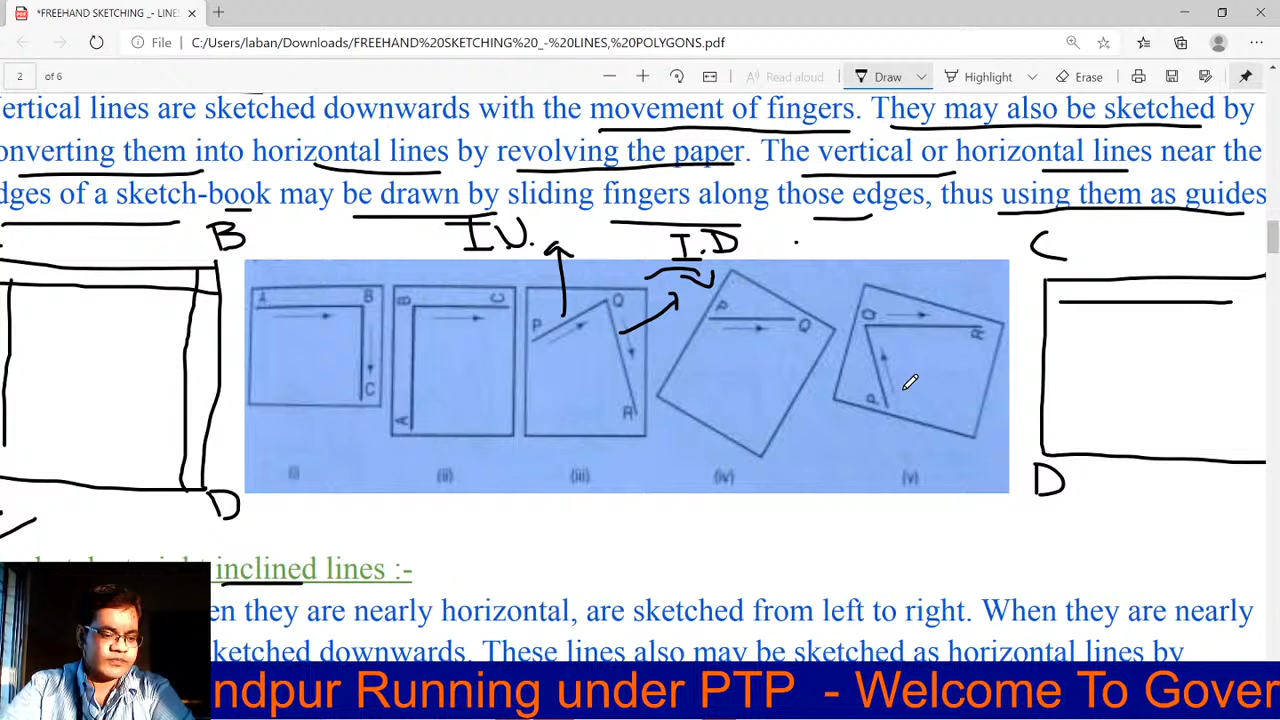 *FREEHAND SKETCHING _- LINES
File C:/Users/laban/Downloads/FREEHAND%20SKETCHING%20_-%20LINES,%20POLYGONS.pdf
2 of 6 Read aloud Draw Highlight Erase
ertical lines are sketched downwards with the movement of fingers. They may also be sketched by
onverting them into horizontal lines by revolving the paper. The vertical or horizontal lines near the
dges of a sketch-book may be drawn by sliding fingers along those edges, thus using them as guides
B I.V. I.D C
A B B C P Q P Q Q R
C A R P
(i) (ii) (iii) (iv) (v)
D D
inclined lines :-
en they are nearly horizontal, are sketched from left to right. When they are nearly
ketched downwards. These lines also may be sketched as horizontal lines by
ndpur Running under PTP - Welcome To Gover